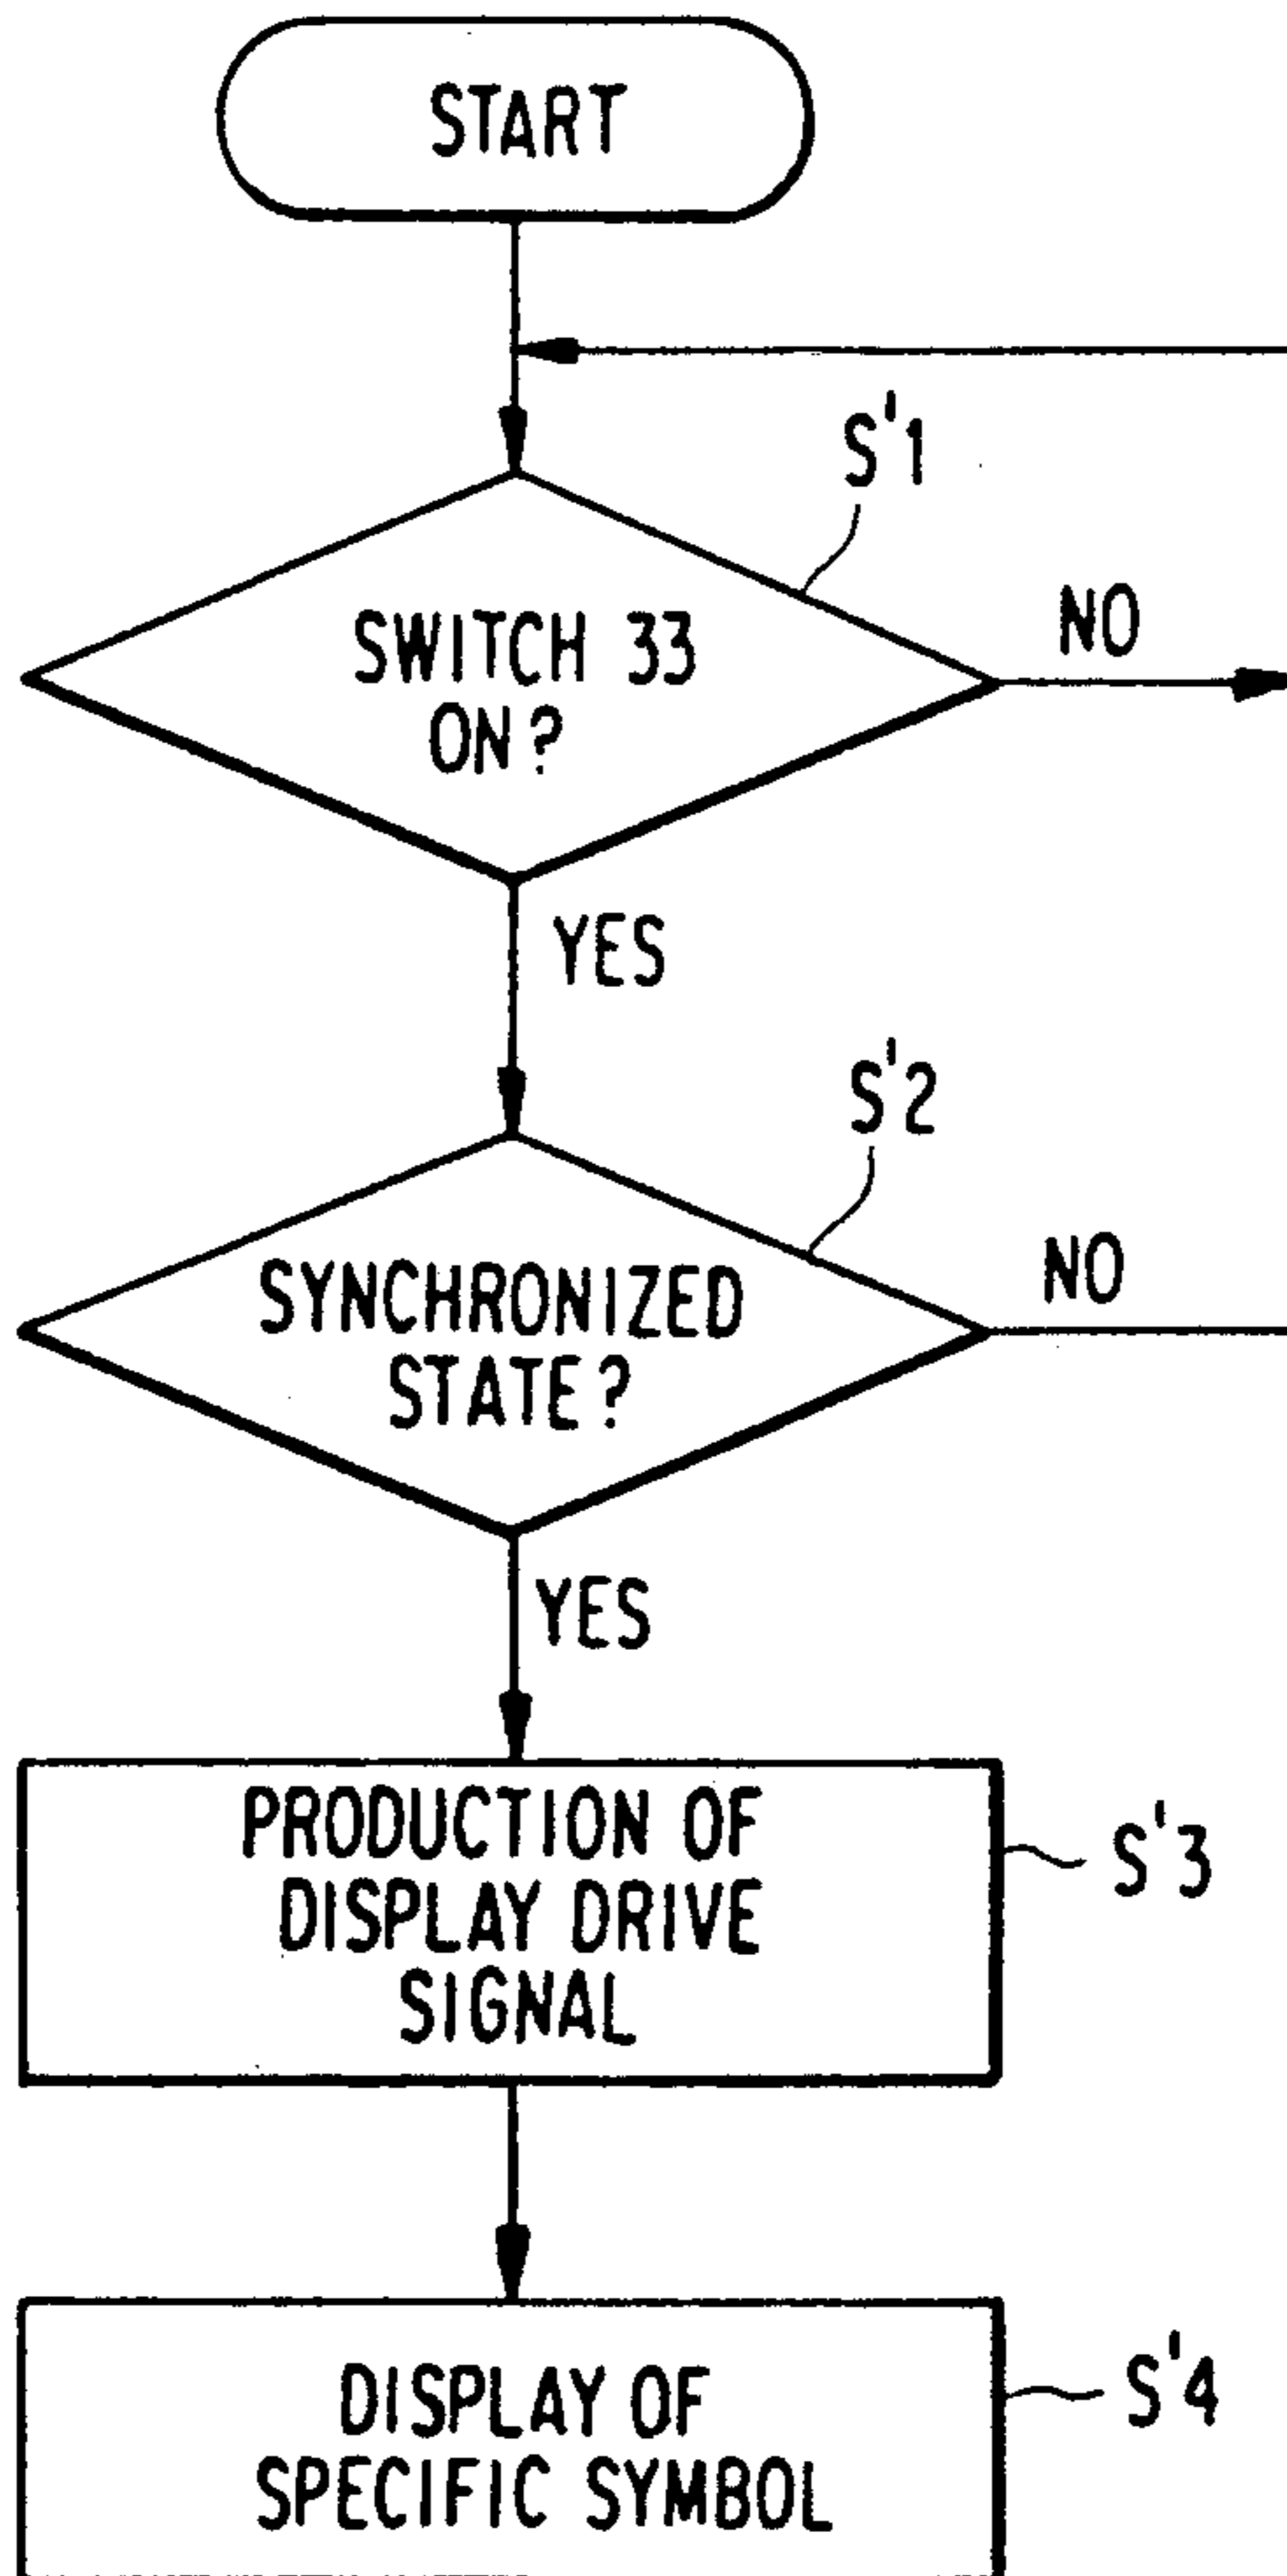 START
S'1
SWITCH 33
ON?
NO
YES
S'2
SYNCHRONIZED
STATE?
NO
YES
PRODUCTION OF
DISPLAY DRIVE
SIGNAL
S'3
DISPLAY OF
SPECIFIC SYMBOL
S'4